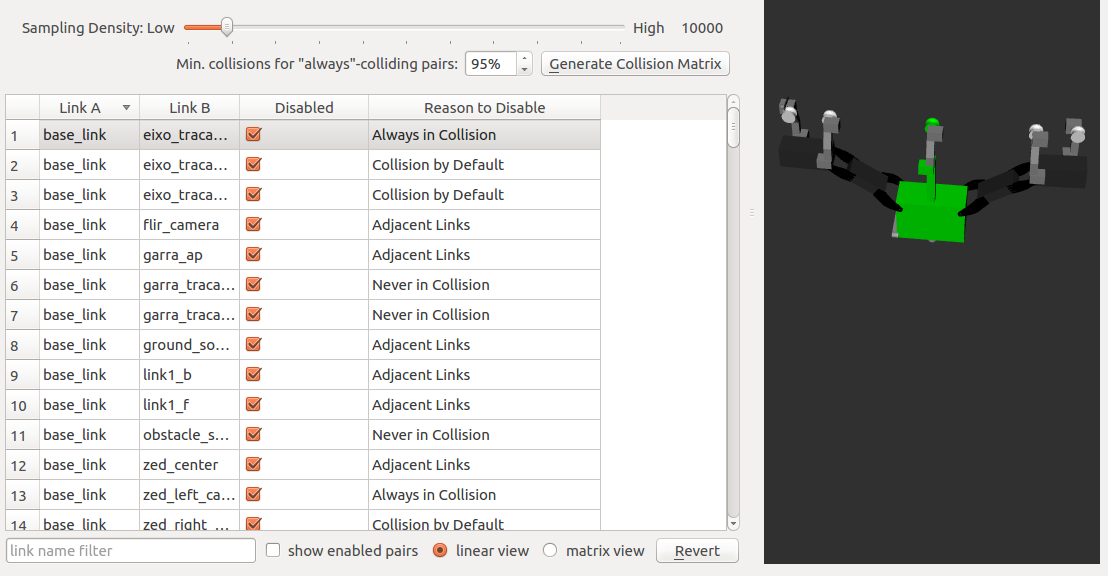 Sampling Density: Low High 10000
Min. collisions for "always"-colliding pairs: 95% Generate Collision Matrix
Link A Link B Disabled Reason to Disable
1 base_link eixo_traca... Always in Collision
2 base_link eixo_traca... Collision by Default
3 base_link eixo_traca... Collision by Default
4 base_link flir_camera Adjacent Links
5 base_link garra_ap Adjacent Links
6 base_link garra_traca... Never in Collision
7 base_link garra_traca... Never in Collision
8 base_link ground_so... Adjacent Links
9 base_link link1_b Adjacent Links
10 base_link link1_f Adjacent Links
11 base_link obstacle_s... Never in Collision
12 base_link zed_center Adjacent Links
13 base_link zed_left_ca... Always in Collision
14 base_link zed_right_... Collision by Default
link name filter show enabled pairs linear view matrix view Revert